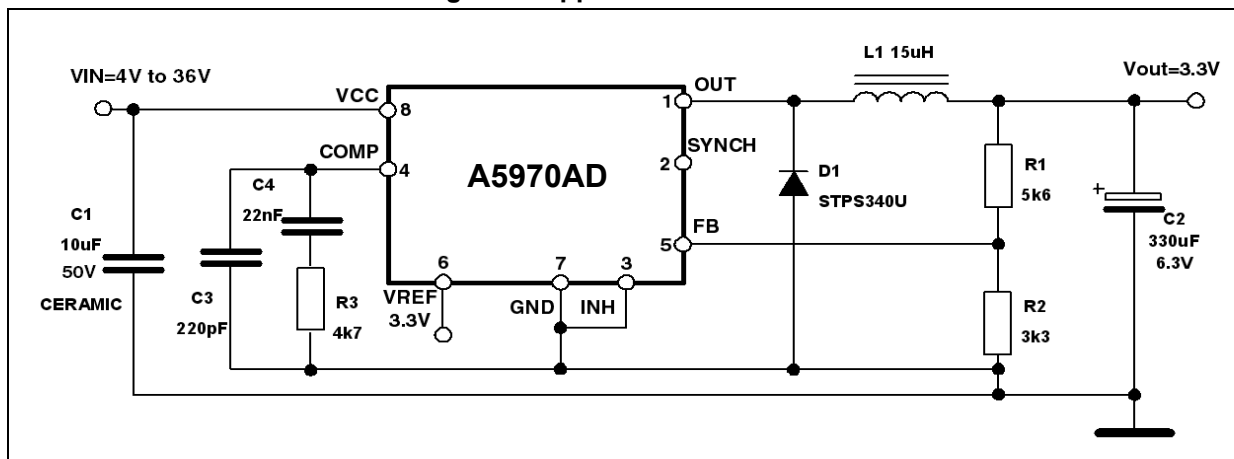 L1 15uH
VIN=4V to 36V
Vout=3.3V
VCC
8
OUT
1
COMP
4
SYNCH
2
A5970AD
D1
STPS340U
R1
5k6
C4
22nF
C1
10uF
50V
CERAMIC
+
C2
330uF
6.3V
FB
5
6
7
3
VREF
3.3V
GND
INH
C3
220pF
R3
4k7
R2
3k3